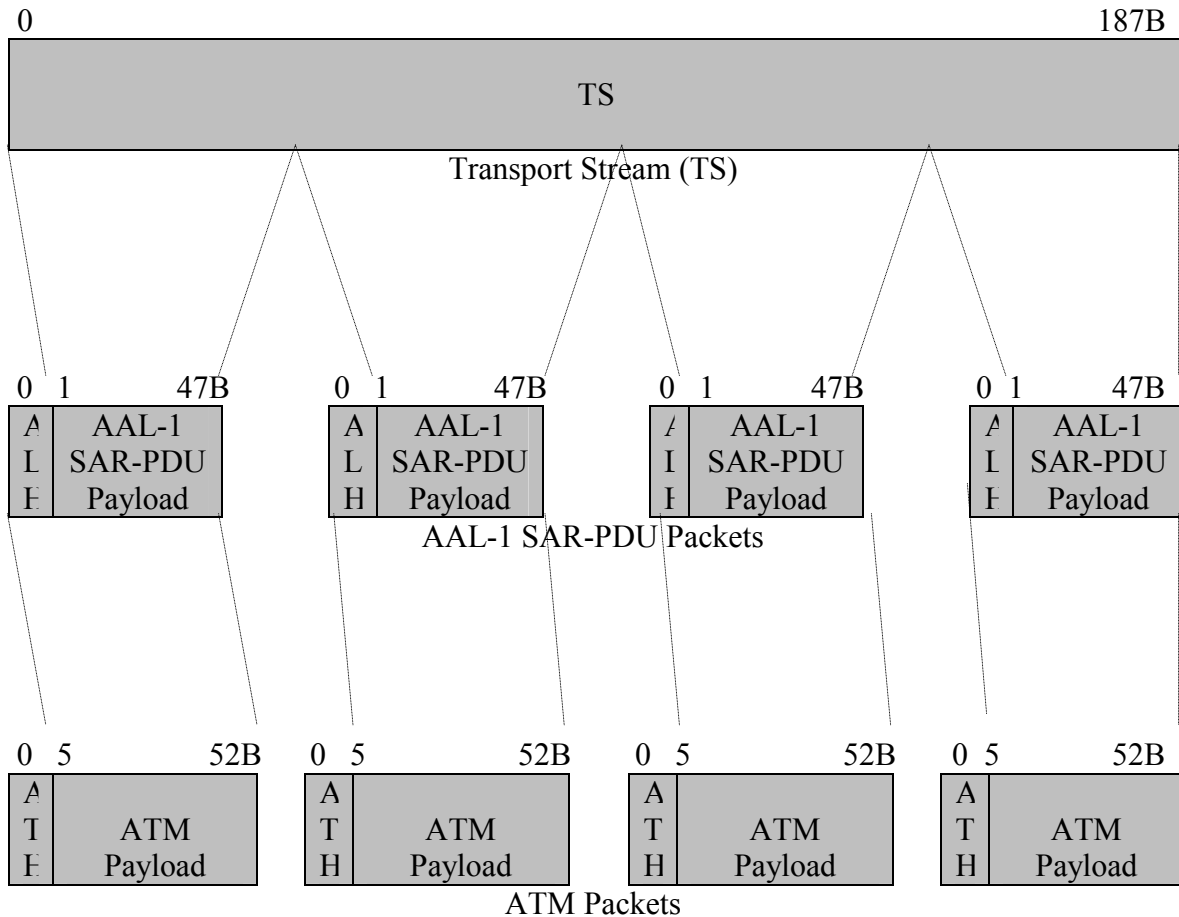 0 187B
TS
Transport Stream (TS)
0 1 47B 0 1 47B 0 1 47B 0 1 47B
A AAL-1 A AAL-1 A AAL-1 A AAL-1
L SAR-PDU L SAR-PDU L SAR-PDU L SAR-PDU
H Payload H Payload H Payload H Payload
AAL-1 SAR-PDU Packets
0 5 52B 0 5 52B 0 5 52B 0 5 52B
A A A A
T ATM T ATM T ATM T ATM
H Payload H Payload H Payload H Payload
ATM Packets